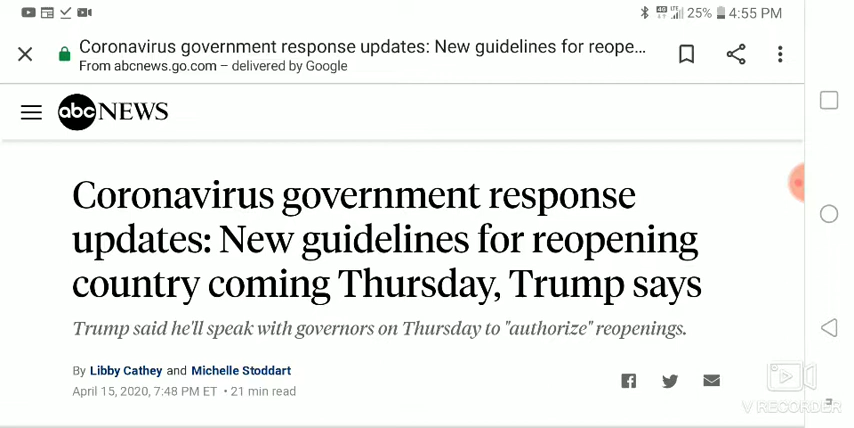 25% 4:55 PM
Coronavirus government response updates: New guidelines for reope...
From abcnews.go.com – delivered by Google
abc NEWS
Coronavirus government response
updates: New guidelines for reopening
country coming Thursday, Trump says
Trump said he'll speak with governors on Thursday to "authorize" reopenings.
By Libby Cathey and Michelle Stoddart
April 15, 2020, 7:48 PM ET • 21 min read
V RECORDER